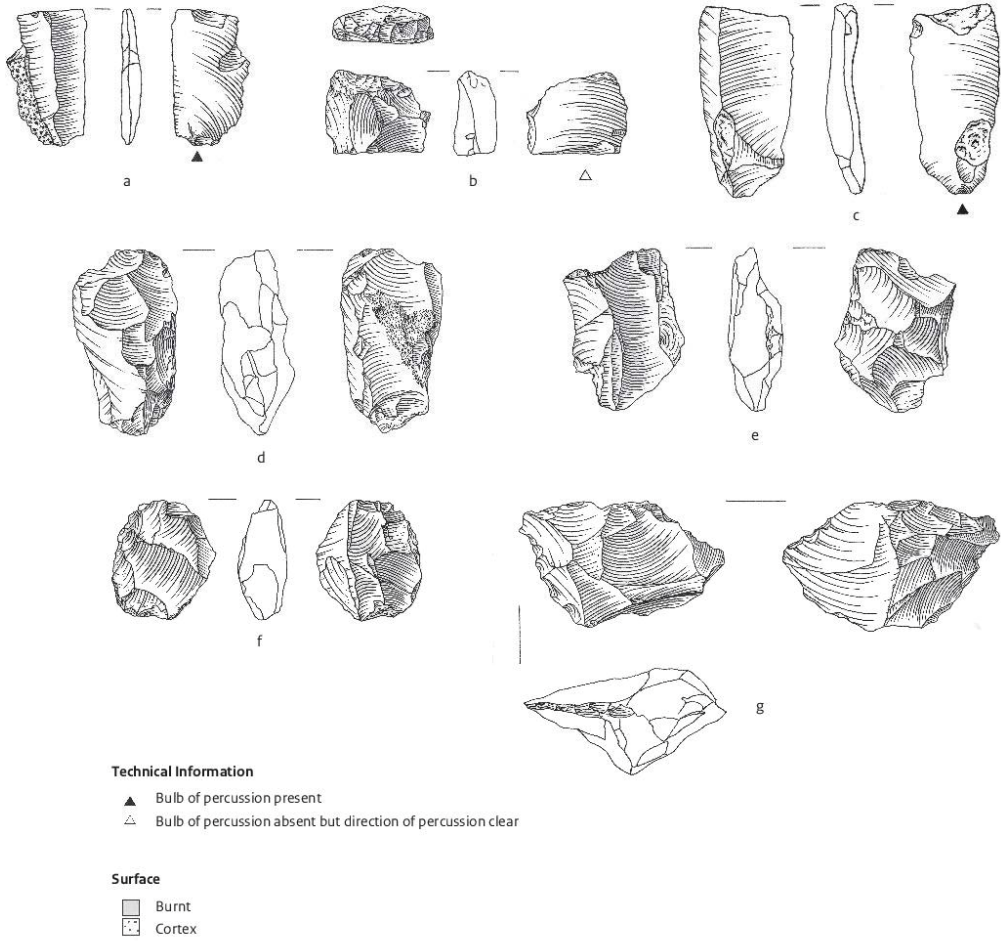 a
b
c
d
e
f
g
Technical Information
Bulb of percussion present
Bulb of percussion absent but direction of percussion clear
Surface
Burnt
Cortex